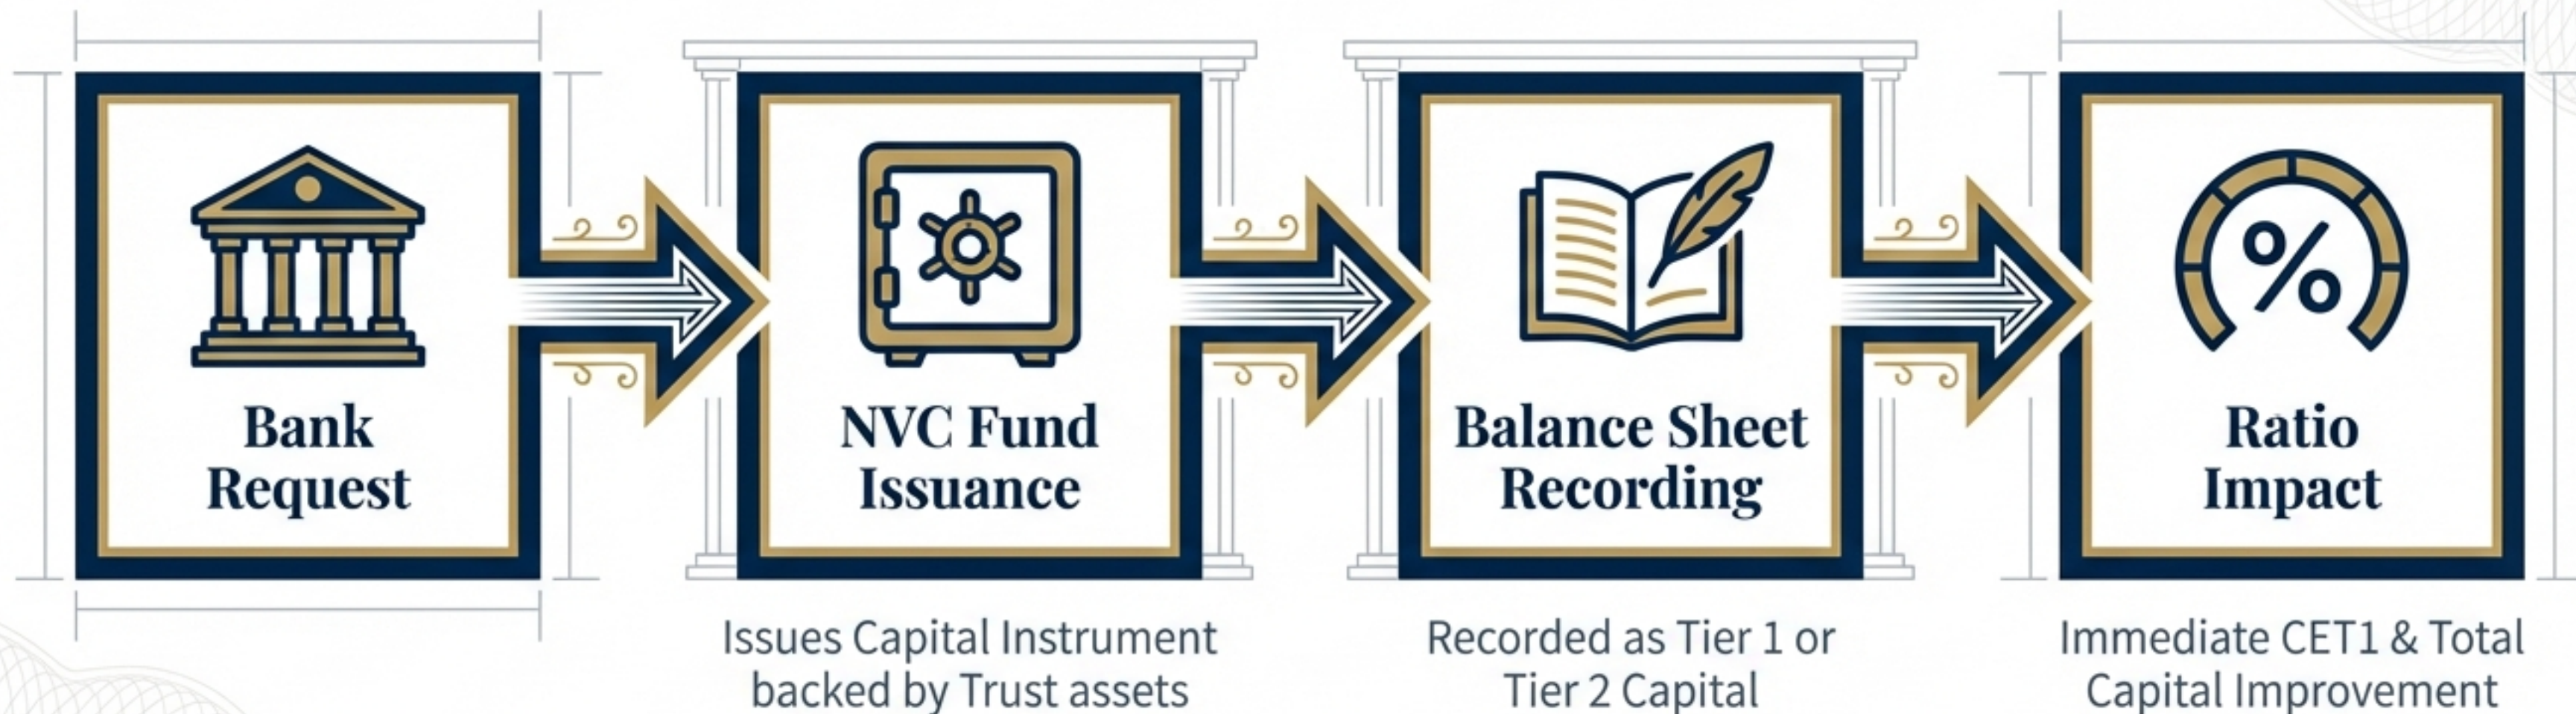 %
Bank
Request
NVC Fund
Issuance
Issues Capital Instrument
backed by Trust assets
Balance Sheet
Recording
Recorded as Tier 1 or
Tier 2 Capital
Ratio
Impact
Immediate CET1 & Total
Capital Improvement